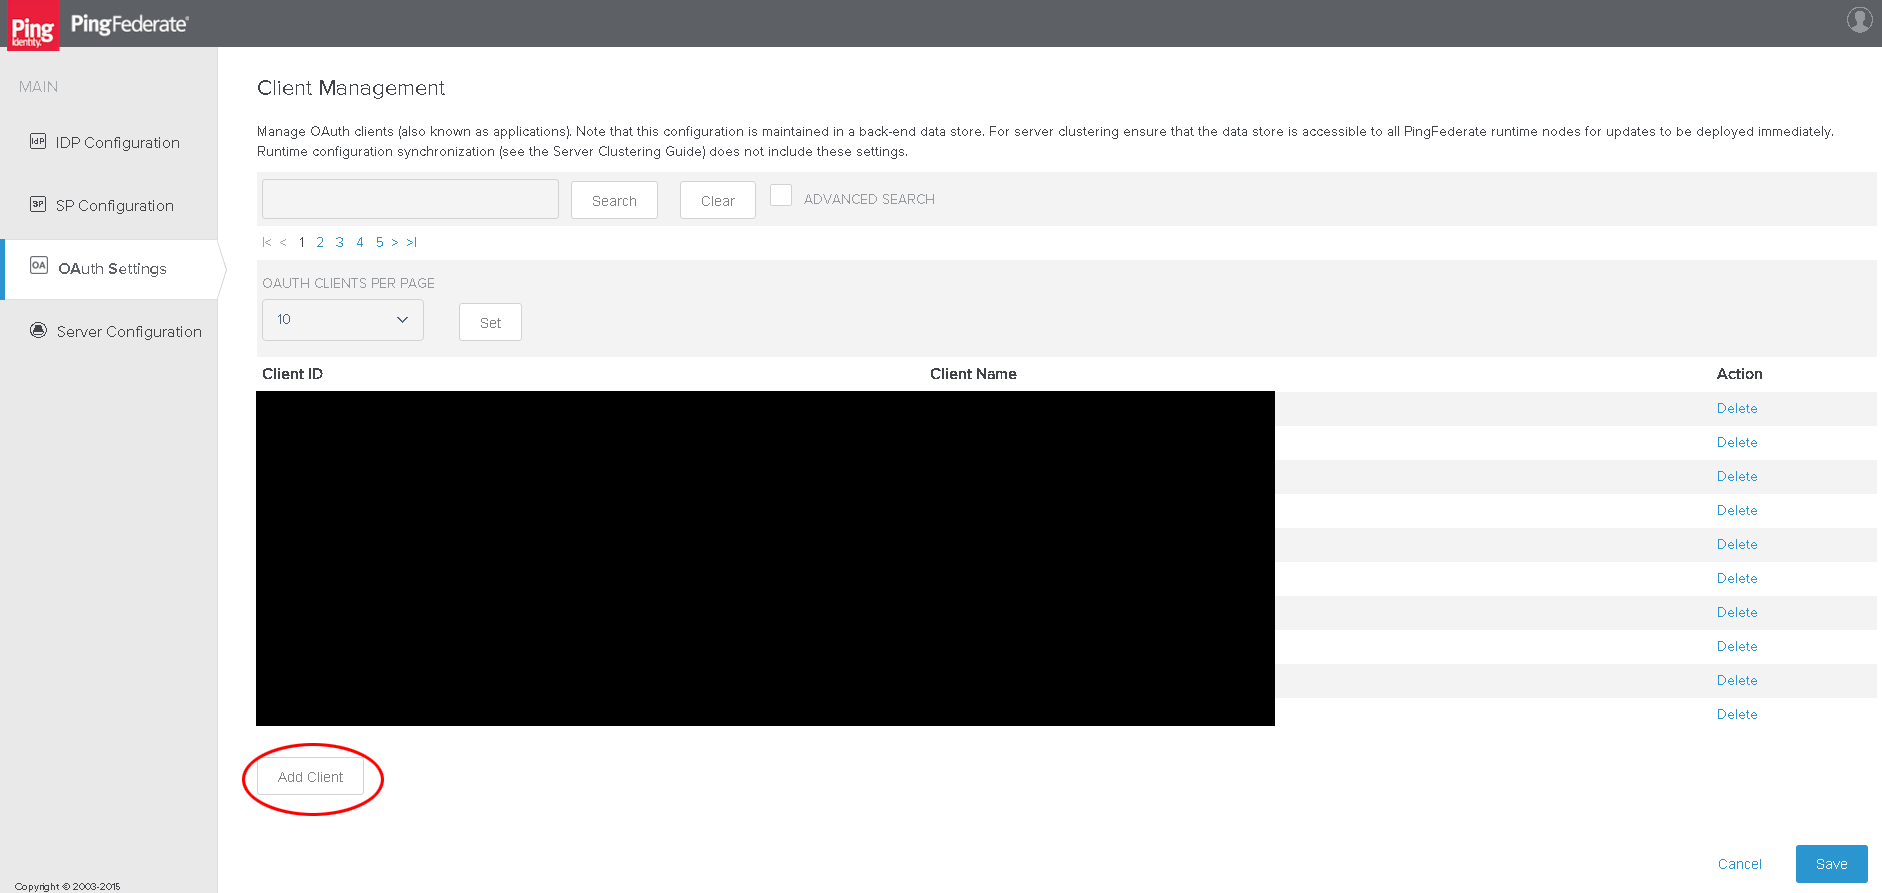 Ping
Identity.
PingFederate®
MAIN
IDP Configuration
SP Configuration
OAuth Settings
Server Configuration
Client Management
Manage OAuth clients (also known as applications). Note that this configuration is maintained in a back-end data store. For server clustering ensure that the data store is accessible to all PingFederate runtime nodes for updates to be deployed immediately.
Runtime configuration synchronization (see the Server Clustering Guide) does not include these settings.
Search Clear ADVANCED SEARCH
|< < 1 2 3 4 5 > >|
OAUTH CLIENTS PER PAGE
10 Set
Client ID Client Name Action
Delete
Delete
Delete
Delete
Delete
Delete
Delete
Delete
Delete
Delete
Add Client
Cancel Save
Copyright © 2003-2015